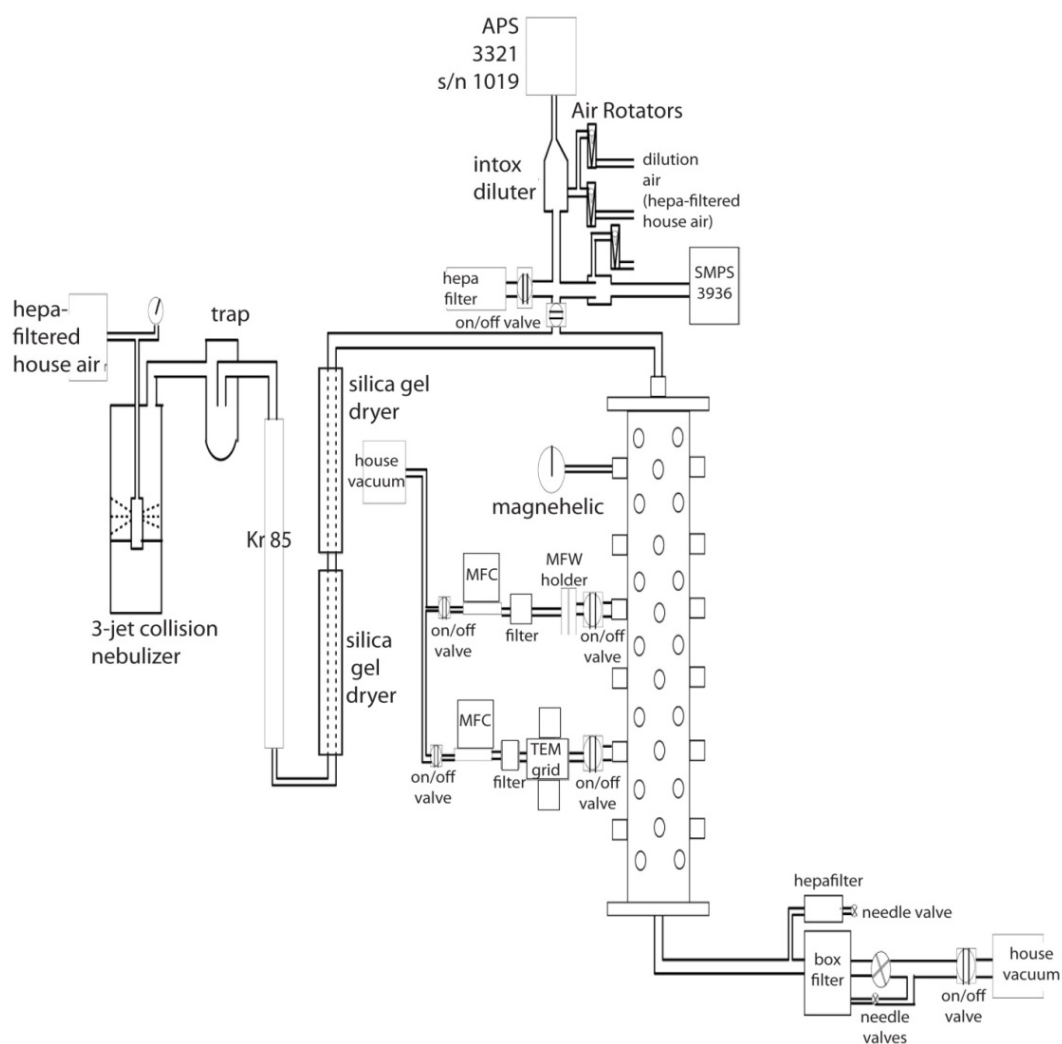 APS
3321
s/n 1019
Air Rotators
intox
diluter
dilution
air
(hepa-filtered
house air)
hepa
filter
SMPS
3936
on/off valve
hepa-
filtered
house air
trap
silica gel
dryer
house
vacuum
magnehelic
Kr 85
MFC
MFW
holder
on/off
valve
filter
on/off
valve
3-jet collision
nebulizer
silica
gel
dryer
MFC
TEM
grid
on/off
valve
filter
on/off
valve
hepafilter
needle valve
box
filter
house
vacuum
needle
valves
on/off
valve